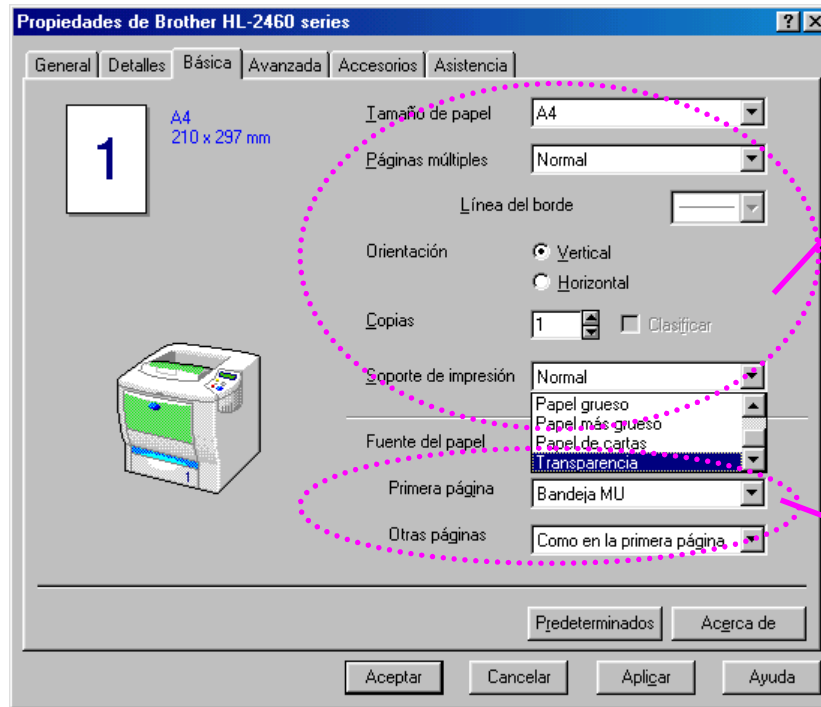 Propiedades de Brother HL-2460 series
General Detalles Básica Avanzada Accesorios Asistencia
1
A4
210 x 297 mm
Tamaño de papel A4
Páginas múltiples Normal
Línea del borde
Orientación Vertical
Horizontal
Copias 1 Clasificar
Soporte de impresión Normal
Papel grueso
Papel más grueso
Fuente del papel Papel de cartas
Transparencia
Primera página Bandeja MU
Otras páginas Como en la primera página
1
Predeterminados Acerca de
Aceptar Cancelar Aplicar Ayuda